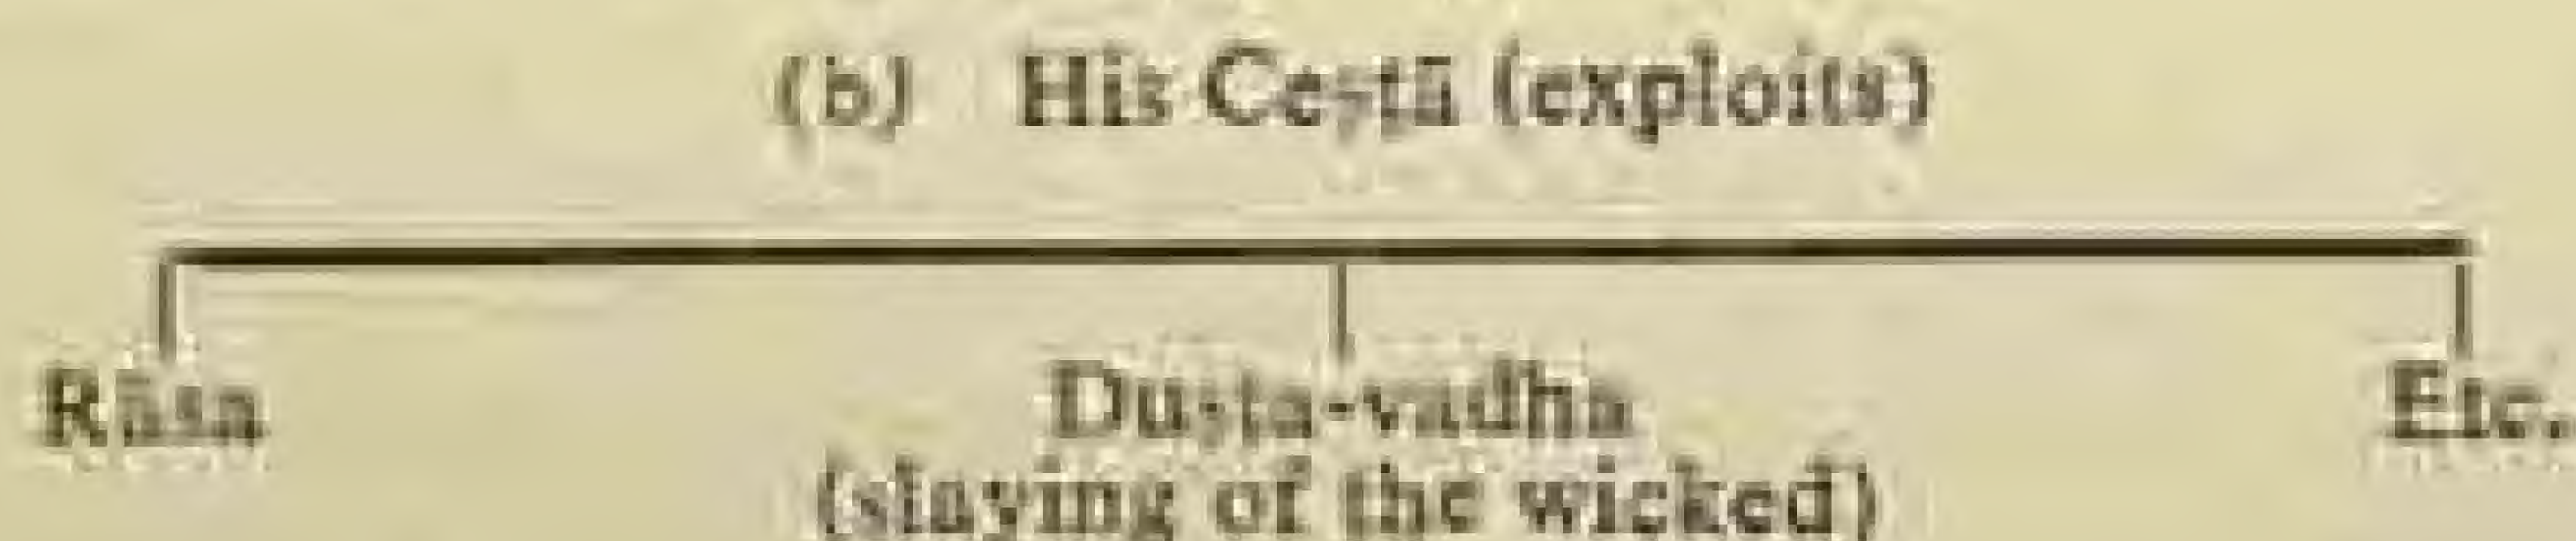 (b) His Ceṣṭā (exploits)
Rāsa Duṣṭa-vadha Etc.
(slaying of the wicked)